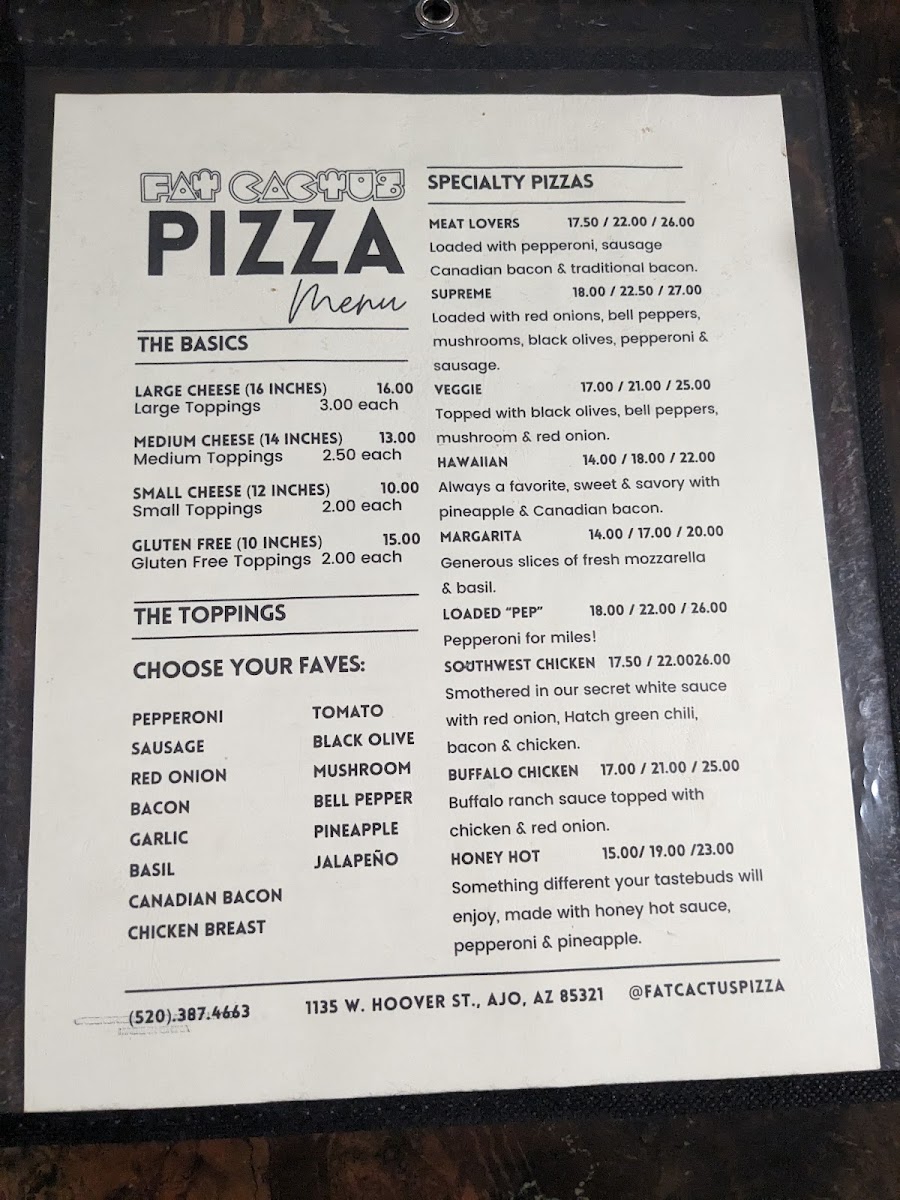 FAT CACTUS
PIZZA
Menu
THE BASICS
LARGE CHEESE (16 INCHES) 16.00
Large Toppings 3.00 each
MEDIUM CHEESE (14 INCHES) 13.00
Medium Toppings 2.50 each
SMALL CHEESE (12 INCHES) 10.00
Small Toppings 2.00 each
GLUTEN FREE (10 INCHES) 15.00
Gluten Free Toppings 2.00 each
THE TOPPINGS
CHOOSE YOUR FAVES:
PEPPERONI
SAUSAGE
RED ONION
BACON
GARLIC
BASIL
CANADIAN BACON
CHICKEN BREAST
TOMATO
BLACK OLIVE
MUSHROOM
BELL PEPPER
PINEAPPLE
JALAPEÑO
SPECIALTY PIZZAS
MEAT LOVERS 17.50 / 22.00 / 26.00
Loaded with pepperoni, sausage
Canadian bacon & traditional bacon.
SUPREME 18.00 / 22.50 / 27.00
Loaded with red onions, bell peppers,
mushrooms, black olives, pepperoni &
sausage.
VEGGIE 17.00 / 21.00 / 25.00
Topped with black olives, bell peppers,
mushroom & red onion.
HAWAIIAN 14.00 / 18.00 / 22.00
Always a favorite, sweet & savory with
pineapple & Canadian bacon.
MARGARITA 14.00 / 17.00 / 20.00
Generous slices of fresh mozzarella
& basil.
LOADED “PEP” 18.00 / 22.00 / 26.00
Pepperoni for miles!
SOUTHWEST CHICKEN 17.50 / 22.0026.00
Smothered in our secret white sauce
with red onion, Hatch green chili,
bacon & chicken.
BUFFALO CHICKEN 17.00 / 21.00 / 25.00
Buffalo ranch sauce topped with
chicken & red onion.
HONEY HOT 15.00/ 19.00 /23.00
Something different your tastebuds will
enjoy, made with honey hot sauce,
pepperoni & pineapple.
(520).387.4663 1135 W. HOOVER ST., AJO, AZ 85321 @FATCACTUSPIZZA